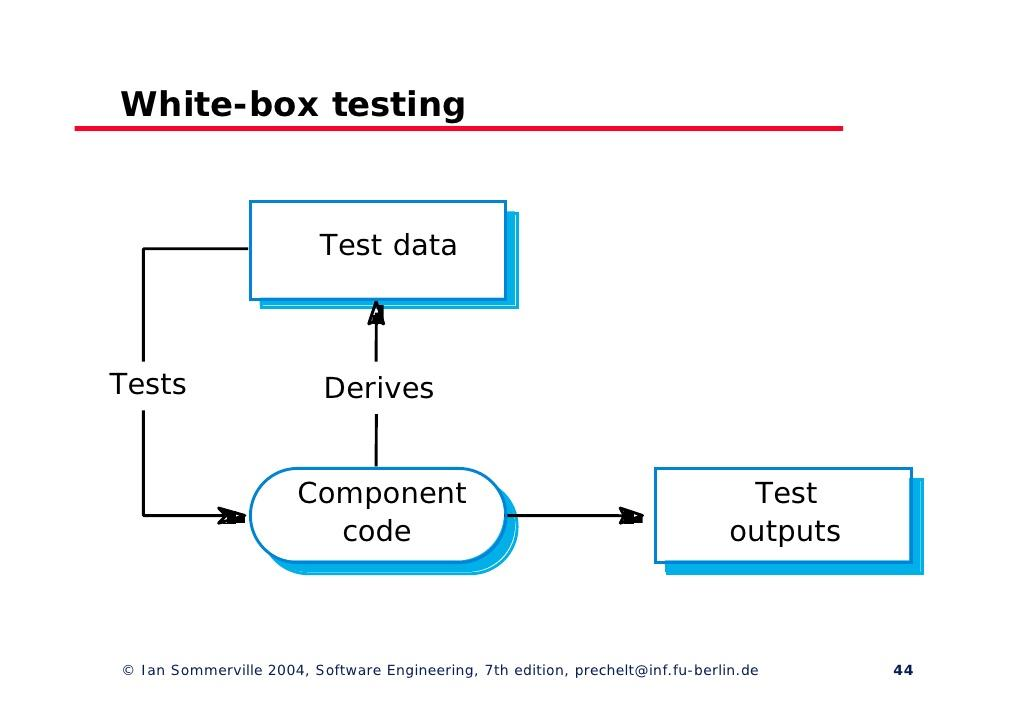 White-box testing
Test data
Tests
Derives
Component
code
Test
outputs
© Ian Sommerville 2004, Software Engineering, 7th edition, prechelt@inf.fu-berlin.de
44